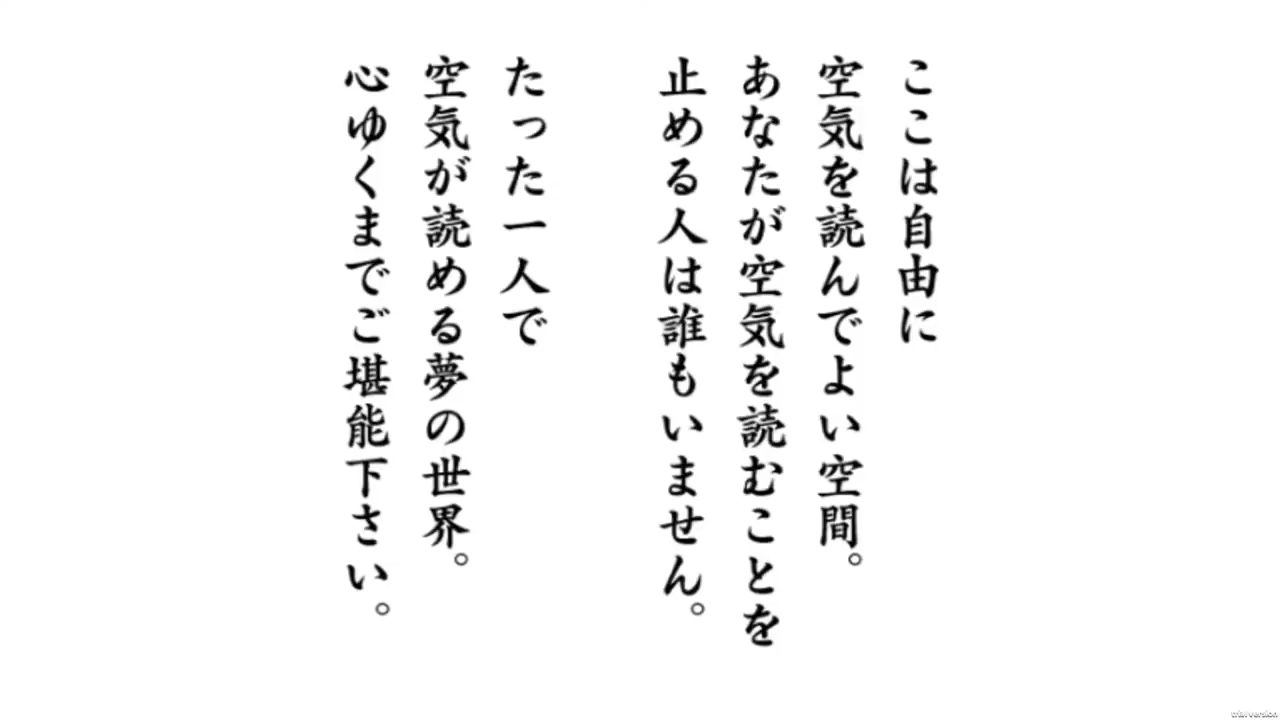 ここは自由に
空気を読んでよい空間。
あなたが空気を読むことを
止める人は誰もいません。
たった一人で
空気が読める夢の世界。
心ゆくまでご堪能下さい。
trial version